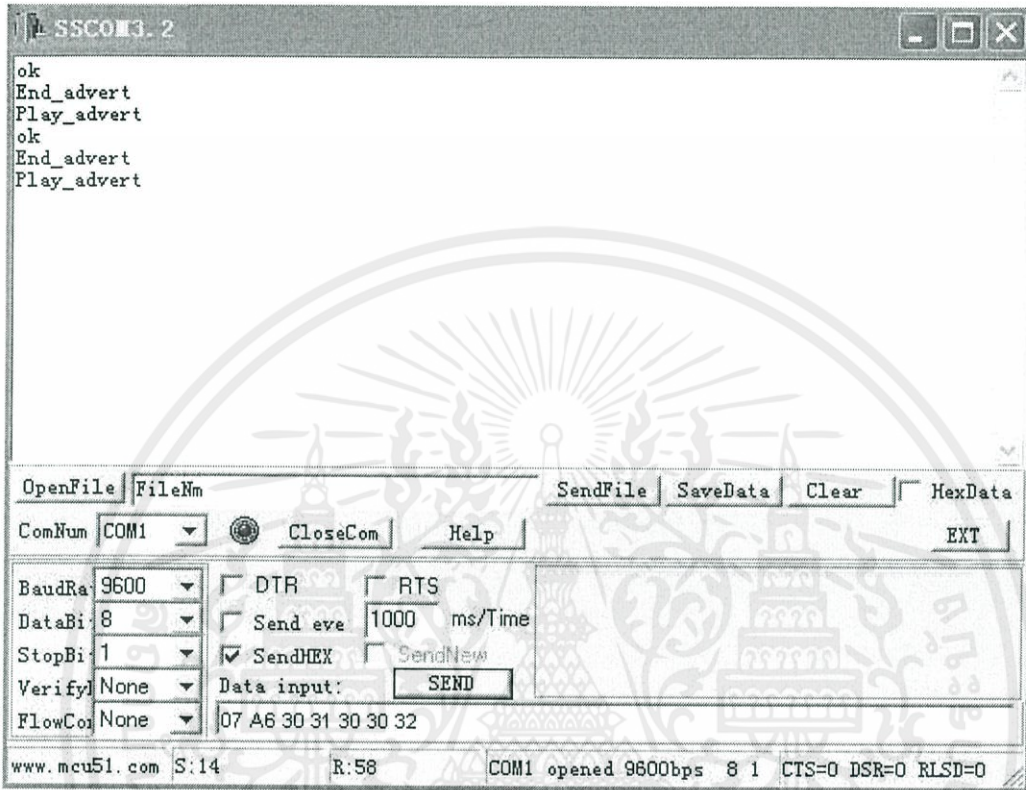 SSCOM3.2
ok
End_advert
Play_advert
ok
End_advert
Play_advert
OpenFile FileNm SendFile SaveData Clear HexData
ComNum COM1 CloseCom Help EXT
BaudRa 9600 DTR RTS
DataBi 8 Send eve 1000 ms/Time
StopBi 1 SendHEX SendNew
Verify None Data input: SEND
FlowCo None 07 A6 30 31 30 30 32
www.mcu51.com S:14 R:58 COM1 opened 9600bps 8 1 CTS=0 DSR=0 RLSD=0